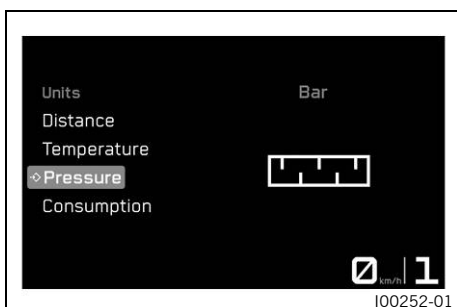 Units Bar
Distance
Temperature
Pressure
Consumption
0 km/h 1
I00252-01